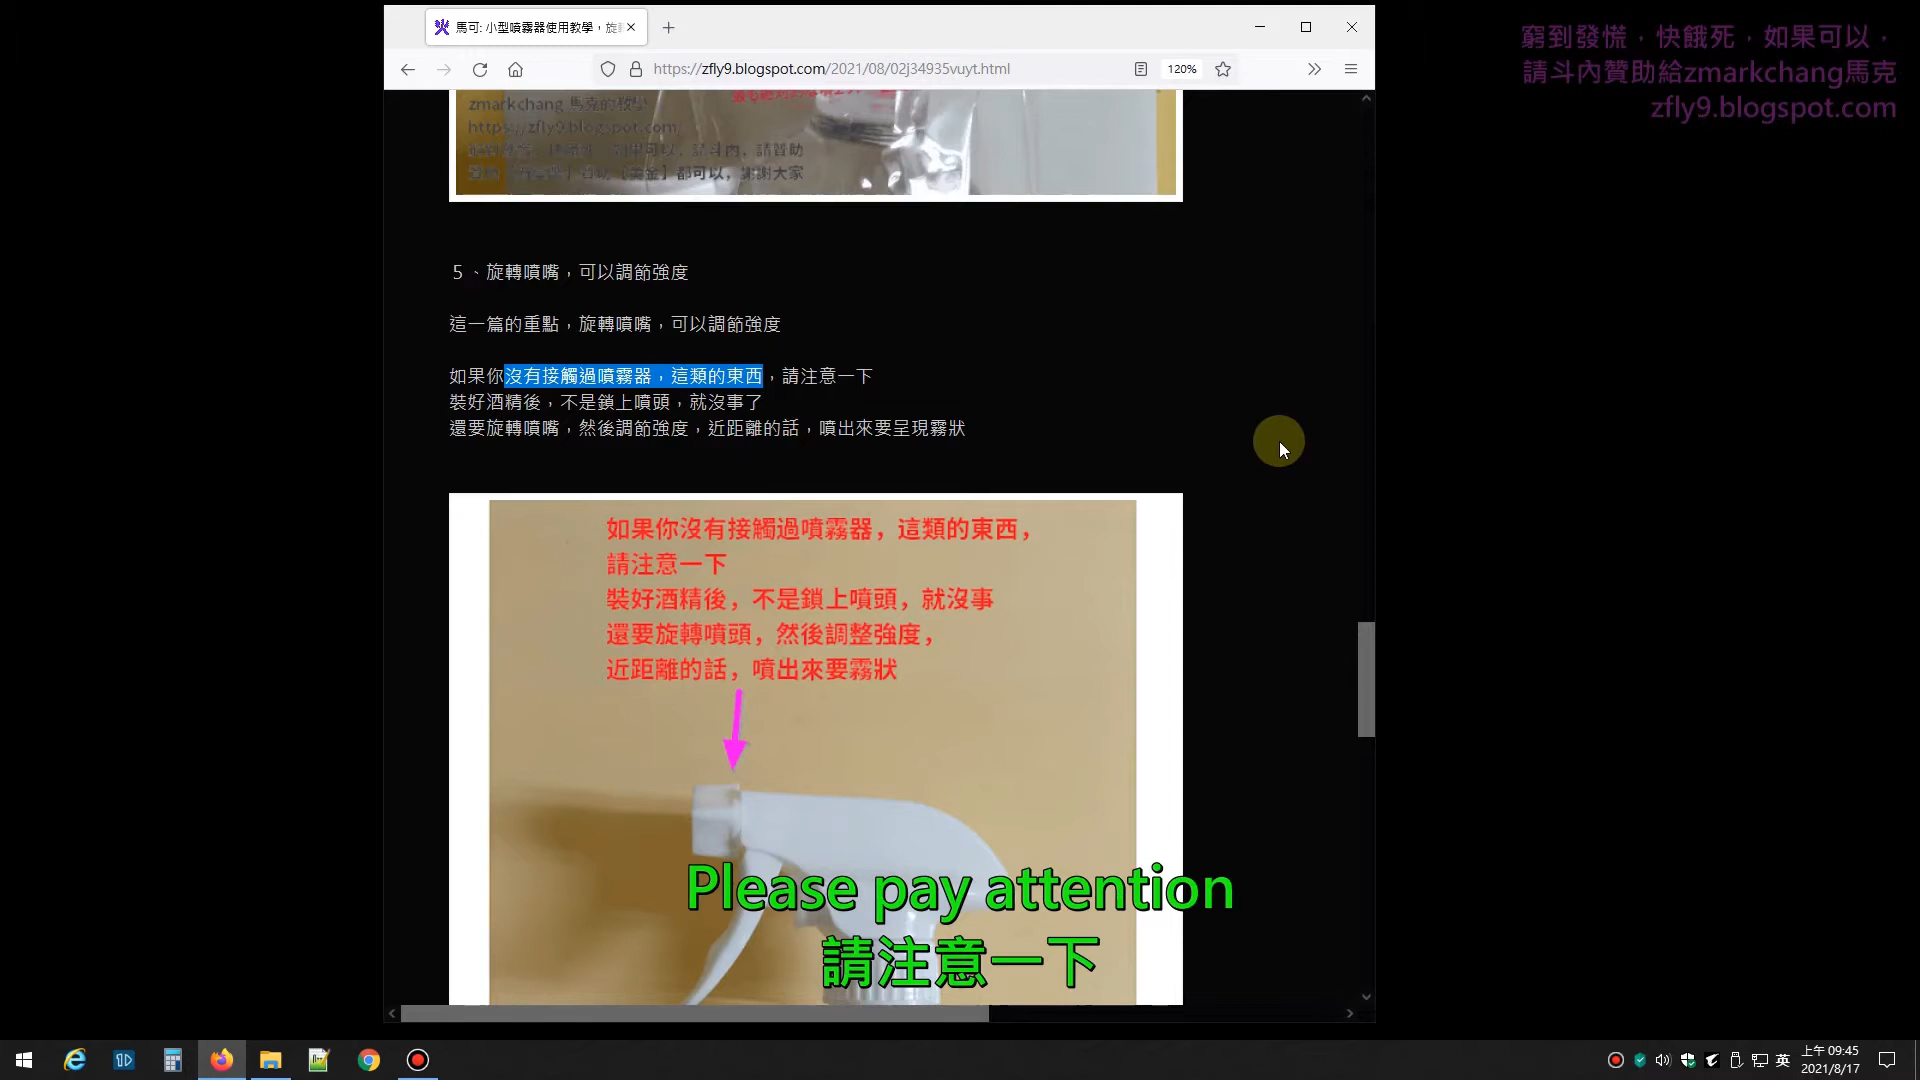 馬可: 小型噴霧器使用教學，旋
窮到發慌，快餓死，如果可以，
請斗內贊助給zmarkchang馬克
zfly9.blogspot.com
https://zfly9.blogspot.com/2021/08/02j34935vuyt.html
120%
zmarkchang 馬克的教學
https://zfly9.blogspot.com
都可以，謝謝大家
５、旋轉噴嘴，可以調節強度
這一篇的重點，旋轉噴嘴，可以調節強度
如果你沒有接觸過噴霧器，這類的東西，請注意一下
裝好酒精後，不是鎖上噴頭，就沒事了
還要旋轉噴嘴，然後調節強度，近距離的話，噴出來要呈現霧狀
如果你沒有接觸過噴霧器，這類的東西，
請注意一下
裝好酒精後，不是鎖上噴頭，就沒事
還要旋轉噴頭，然後調整強度，
近距離的話，噴出來要霧狀
Please pay attention
請注意一下
英
上午 09:45
2021/8/17